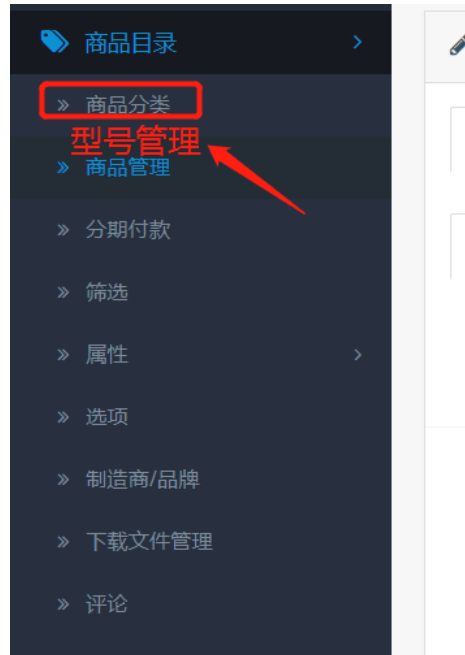 商品目录
商品分类
型号管理
商品管理
分期付款
筛选
属性
选项
制造商/品牌
下载文件管理
评论